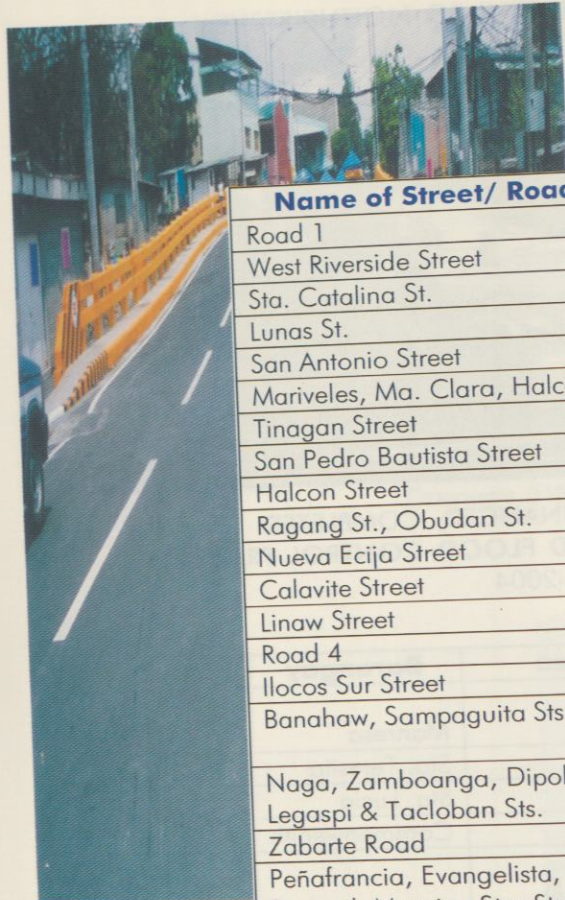 Name of Street/ Road
Road 1
West Riverside Street
Sta. Catalina St.
Lunas St.
San Antonio Street
Mariveles, Ma. Clara, Halc
Tinagan Street
San Pedro Bautista Street
Halcon Street
Ragang St., Obudan St.
Nueva Ecija Street
Calavite Street
Linaw Street
Road 4
Ilocos Sur Street
Banahaw, Sampaguita Sts
Naga, Zamboanga, Dipol
Legaspi & Tacloban Sts.
Zabarte Road
Peñafrancia, Evangelista,